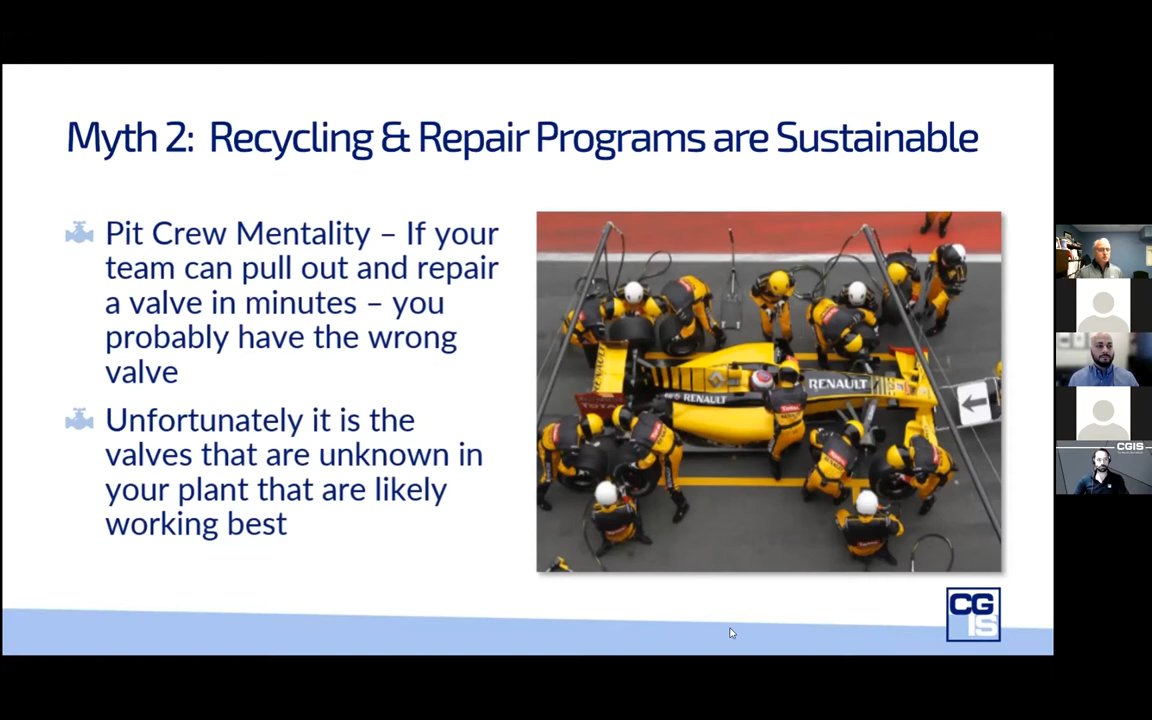 Myth 2: Recycling & Repair Programs are Sustainable
Pit Crew Mentality – If your
team can pull out and repair
a valve in minutes – you
probably have the wrong
valve
Unfortunately it is the
valves that are unknown in
your plant that are likely
working best
RENAULT
RENAULT
RENAULT
TOTAL
CG
IS
CGIS